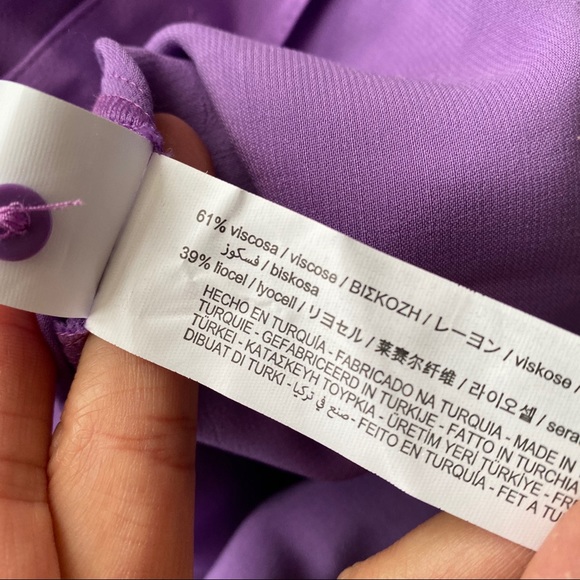 61% viscosa / viscose / ΒΙΣΚΟΖΗ / レーヨン / viskose /
فسكوز / biskosa
39% liocel / lyocell / リヨセル / 莱赛尔纤维 / 라이오셀 / sera
HECHO EN TURQUÍA - FABRICADO NA TURQUIA - MADE IN
TURQUIE - GEFABRICEERD IN TURKIJE - FATTO IN TURCHIA
TÜRKEI - ΚΑΤΑΣΚΕΥΗ ΤΟΥΡΚΙΑ - ÜRETİM YERİ TÜRKİYE - FR
DIBUAT DI TURKI - صنع في تركيا - FEITO EN TURQUÍA - FET A TU